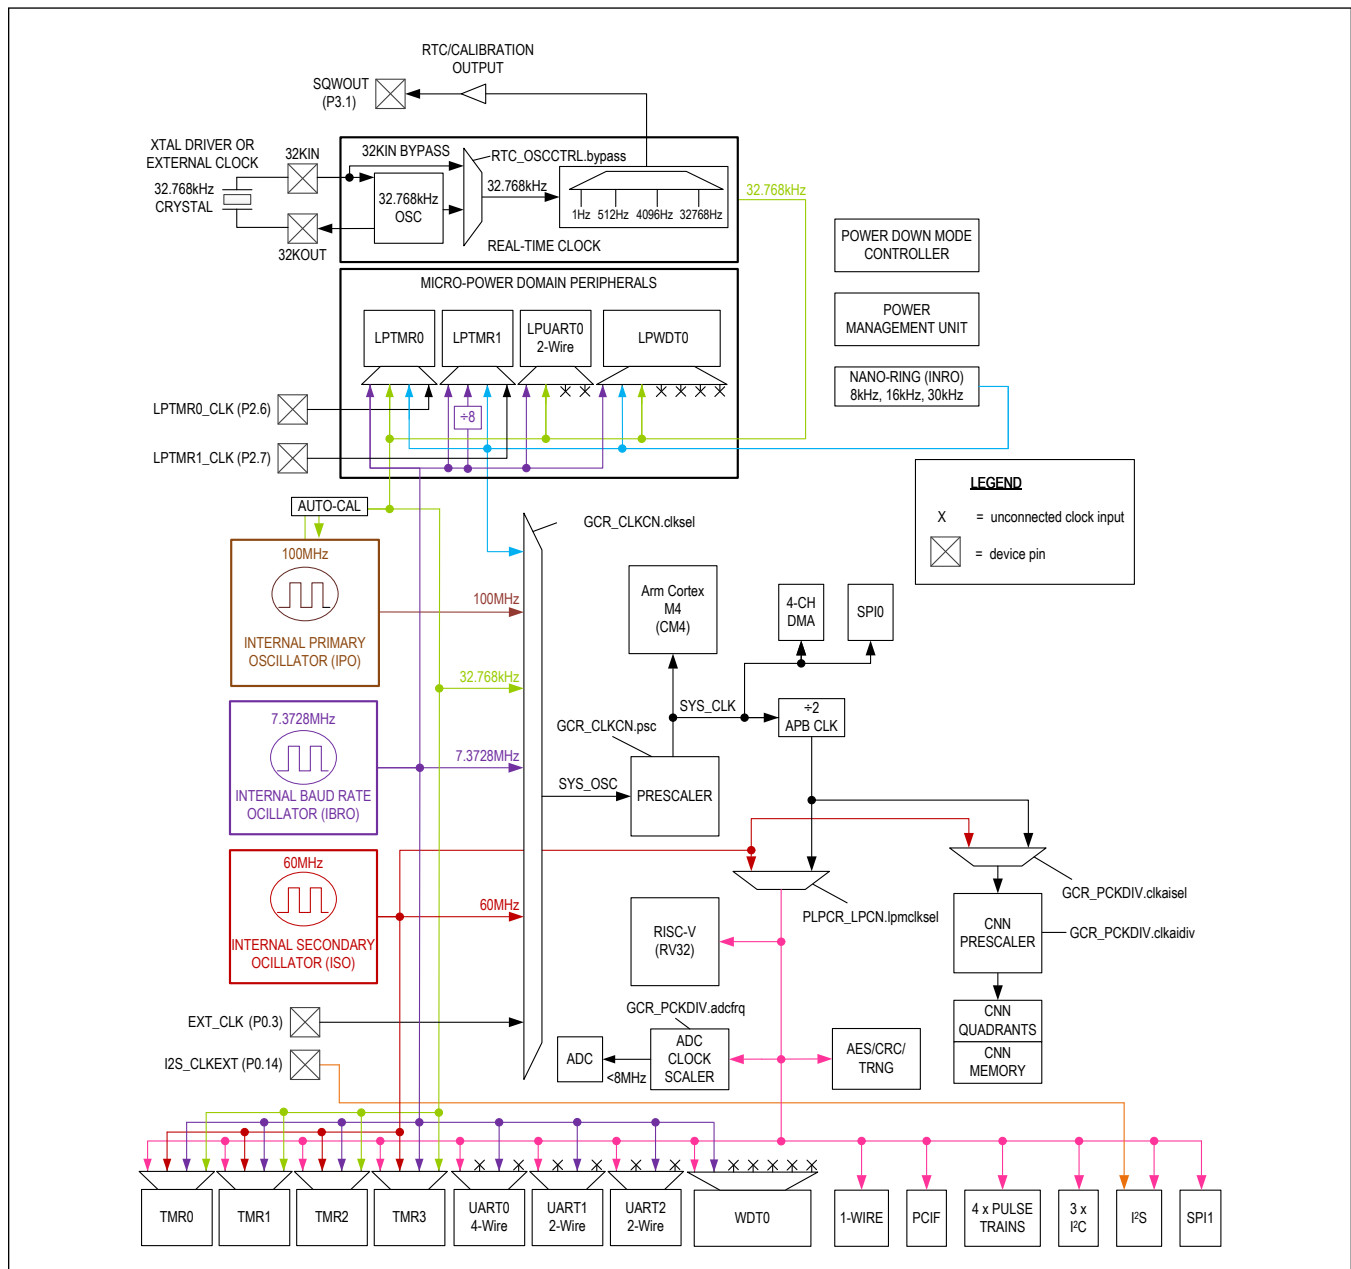 RTC/CALIBRATION
OUTPUT
SQWOUT
(P3.1)
XTAL DRIVER OR
EXTERNAL CLOCK
32.768kHz
CRYSTAL
32KIN
32KOUT
32KIN BYPASS
RTC_OSCCTRL.bypass
32.768kHz
OSC
32.768kHz
1Hz
512Hz
4096Hz
32768Hz
REAL-TIME CLOCK
32.768kHz
POWER DOWN MODE
CONTROLLER
POWER
MANAGEMENT UNIT
NANO-RING (INRO)
8kHz, 16kHz, 30kHz
MICRO-POWER DOMAIN PERIPHERALS
LPTMR0
LPTMR1
LPUART0
2-Wire
LPWDT0
÷8
LPTMR0_CLK (P2.6)
LPTMR1_CLK (P2.7)
LEGEND
X = unconnected clock input
= device pin
AUTO-CAL
100MHz
INTERNAL PRIMARY
OSCILLATOR (IPO)
7.3728MHz
INTERNAL BAUD RATE
OCILLATOR (IBRO)
60MHz
INTERNAL SECONDARY
OCILLATOR (ISO)
GCR_CLKCN.clksel
100MHz
32.768kHz
7.3728MHz
60MHz
EXT_CLK (P0.3)
I2S_CLKEXT (P0.14)
SYS_OSC
GCR_CLKCN.psc
PRESCALER
Arm Cortex
M4
(CM4)
SYS_CLK
4-CH
DMA
SPI0
÷2
APB CLK
PLPCR_LPCN.lpmclksel
GCR_PCKDIV.clkaisel
CNN
PRESCALER
GCR_PCKDIV.clkaidiv
CNN
QUADRANTS
CNN
MEMORY
RISC-V
(RV32)
GCR_PCKDIV.adcfrq
ADC
CLOCK
SCALER
ADC
<8MHz
AES/CRC/
TRNG
TMR0
TMR1
TMR2
TMR3
UART0
4-Wire
UART1
2-Wire
UART2
2-Wire
WDT0
1-WIRE
PCIF
4 x PULSE
TRAINS
3 x
I²C
I²S
SPI1